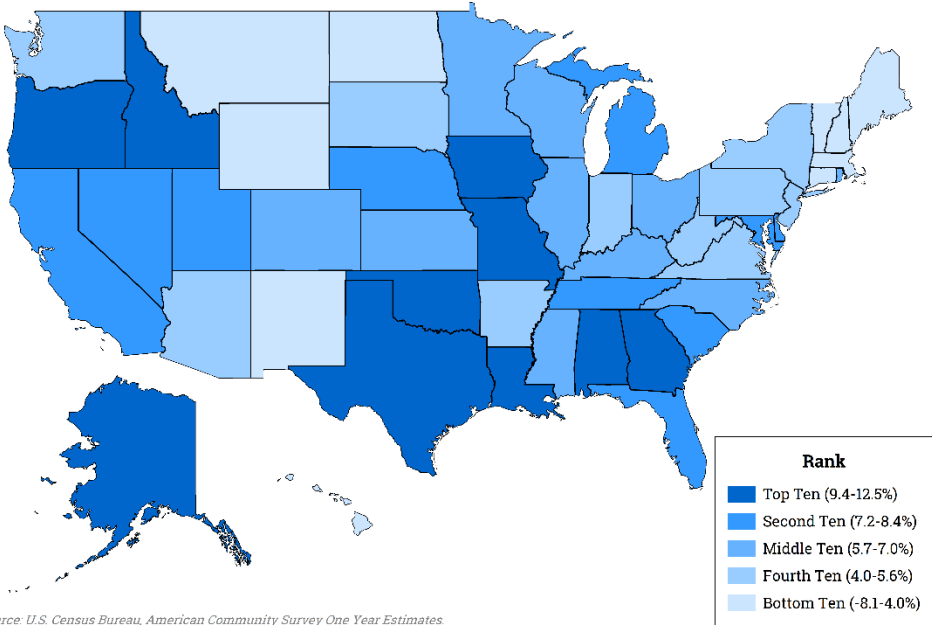 Rank
Top Ten (9.4-12.5%)
Second Ten (7.2-8.4%)
Middle Ten (5.7-7.0%)
Fourth Ten (4.0-5.6%)
Bottom Ten (-8.1-4.0%)
rce: U.S. Census Bureau, American Community Survey One Year Estimates.